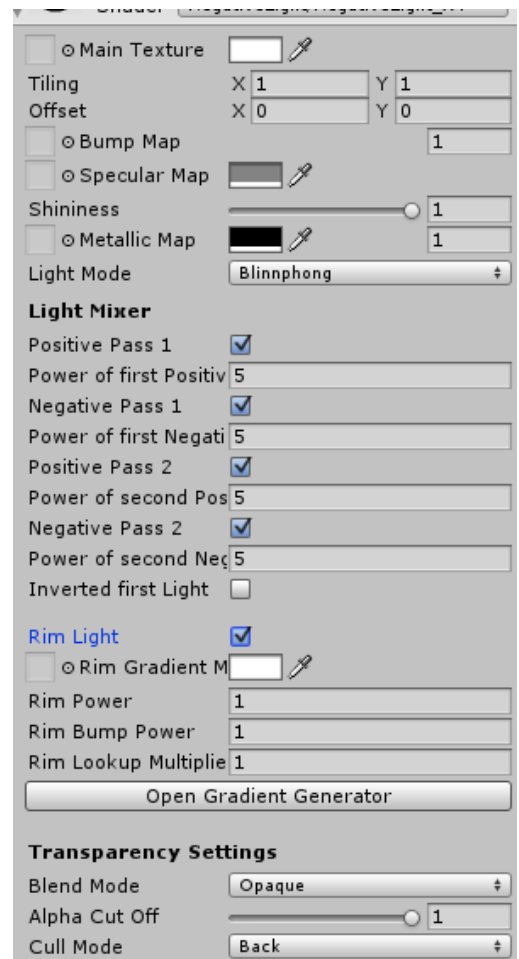 Shader
Main Texture
Tiling X 1 Y 1
Offset X 0 Y 0
Bump Map 1
Specular Map
Shininess 1
Metallic Map 1
Light Mode Blinnphong
Light Mixer
Positive Pass 1
Power of first Positiv 5
Negative Pass 1
Power of first Negati 5
Positive Pass 2
Power of second Pos 5
Negative Pass 2
Power of second Neg 5
Inverted first Light
Rim Light
Rim Gradient M
Rim Power 1
Rim Bump Power 1
Rim Lookup Multiplie 1
Open Gradient Generator
Transparency Settings
Blend Mode Opaque
Alpha Cut Off 1
Cull Mode Back